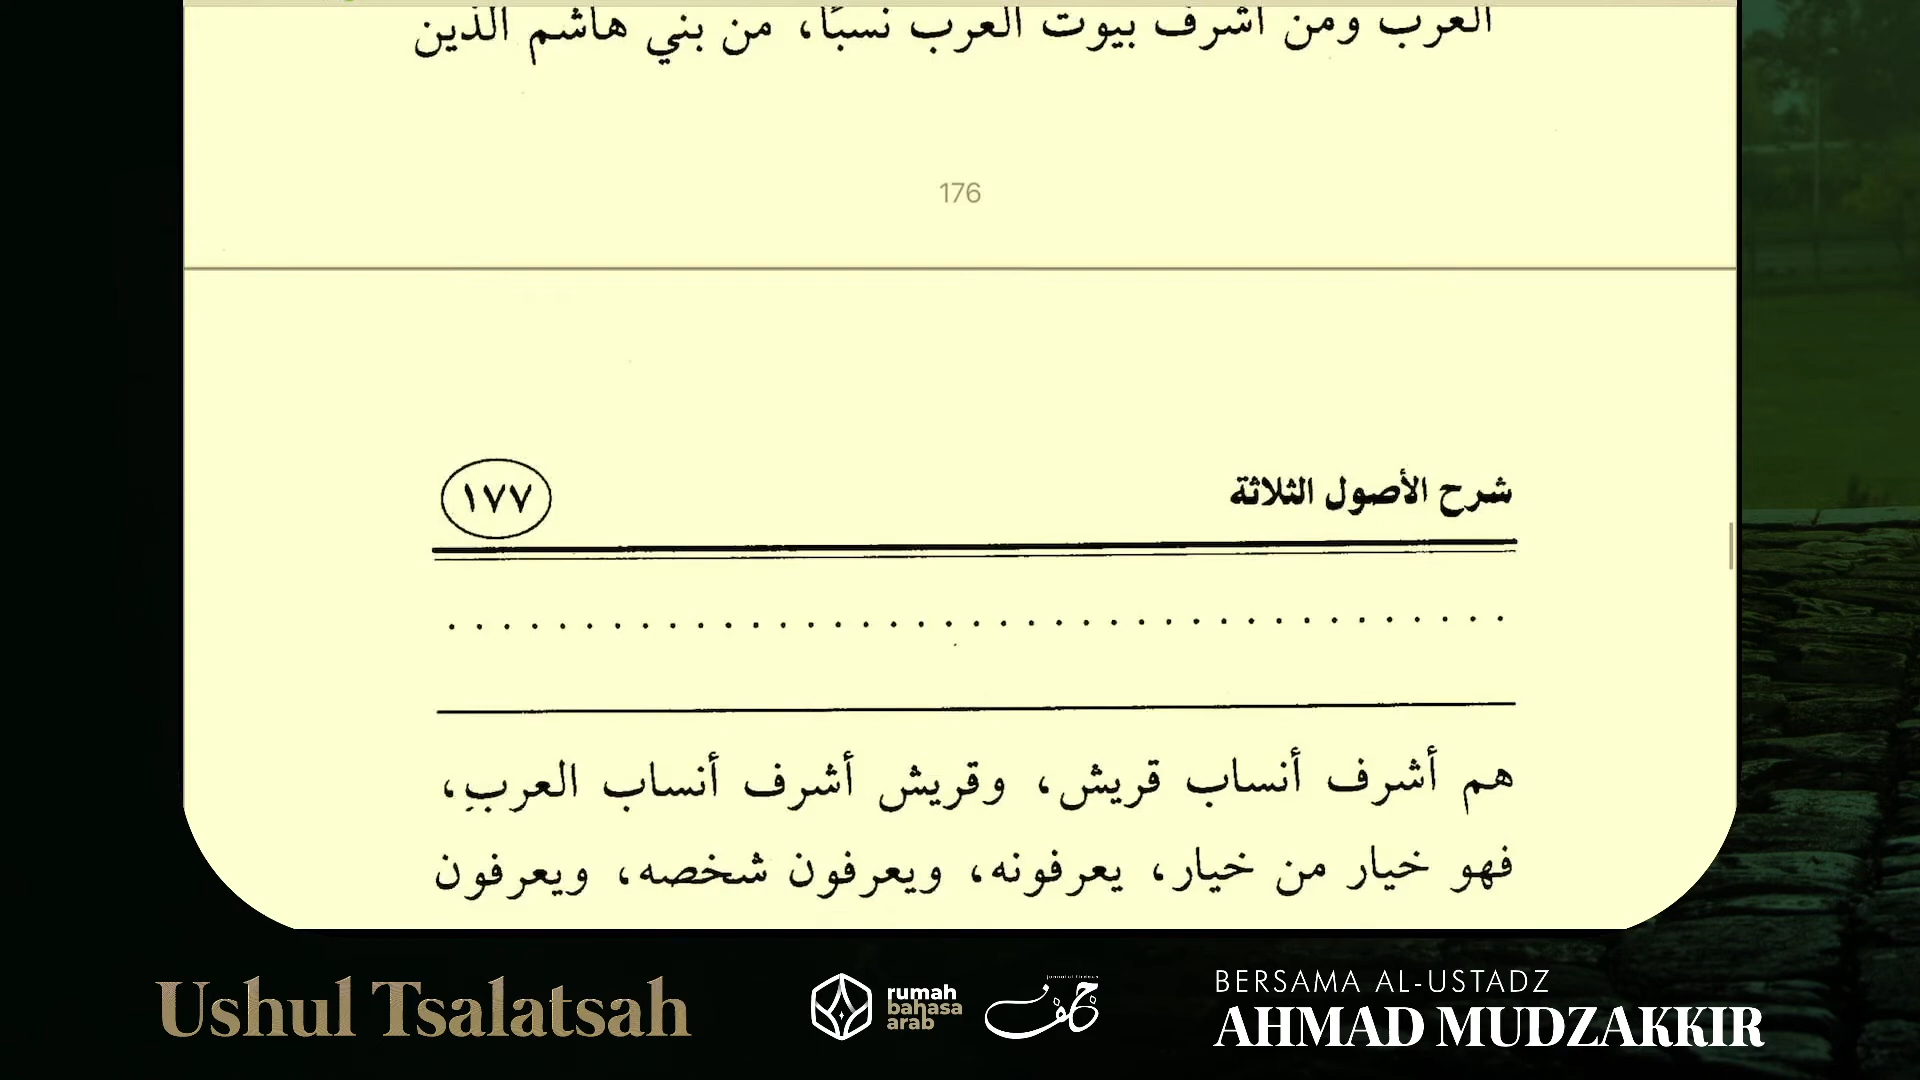 العرب ومن أشرف بيوت العرب نسبًا، من بني هاشم الذين
176
شرح الأصول الثلاثة
١٧٧
هم أشرف أنساب قريش، وقريش أشرف أنساب العرب،
فهو خيار من خيار، يعرفونه، ويعرفون شخصه، ويعرفون
Ushul Tsalatsah
rumah
bahasa
arab
BERSAMA AL-USTADZ
AHMAD MUDZAKKIR